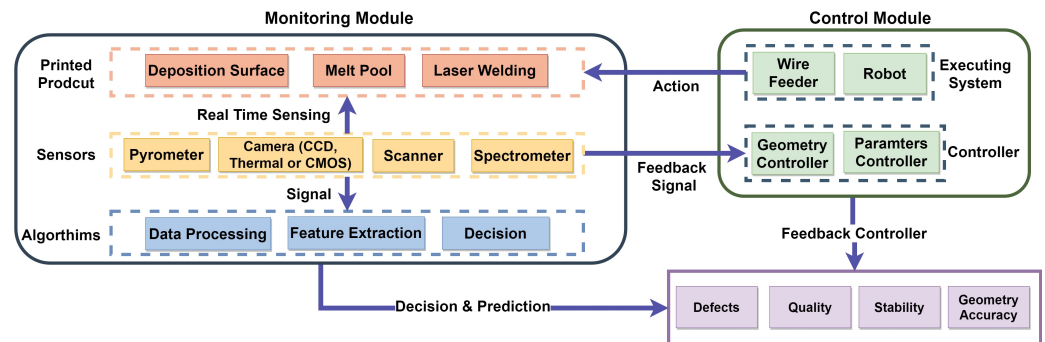 Monitoring Module
Control Module
Printed
Prodcut
Deposition Surface
Melt Pool
Laser Welding
Action
Wire
Feeder
Robot
Executing
System
Real Time Sensing
Sensors
Pyrometer
Camera (CCD,
Thermal or CMOS)
Scanner
Spectrometer
Feedback
Signal
Geometry
Controller
Paramters
Controller
Controller
Signal
Algorthims
Data Processing
Feature Extraction
Decision
Feedback Controller
Decision & Prediction
Defects
Quality
Stability
Geometry
Accuracy